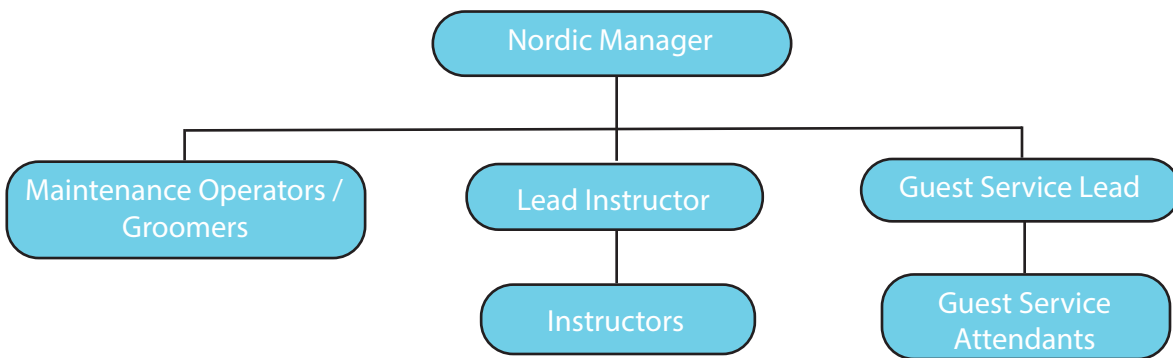 Nordic Manager
Maintenance Operators /
Groomers
Lead Instructor
Guest Service Lead
Instructors
Guest Service
Attendants